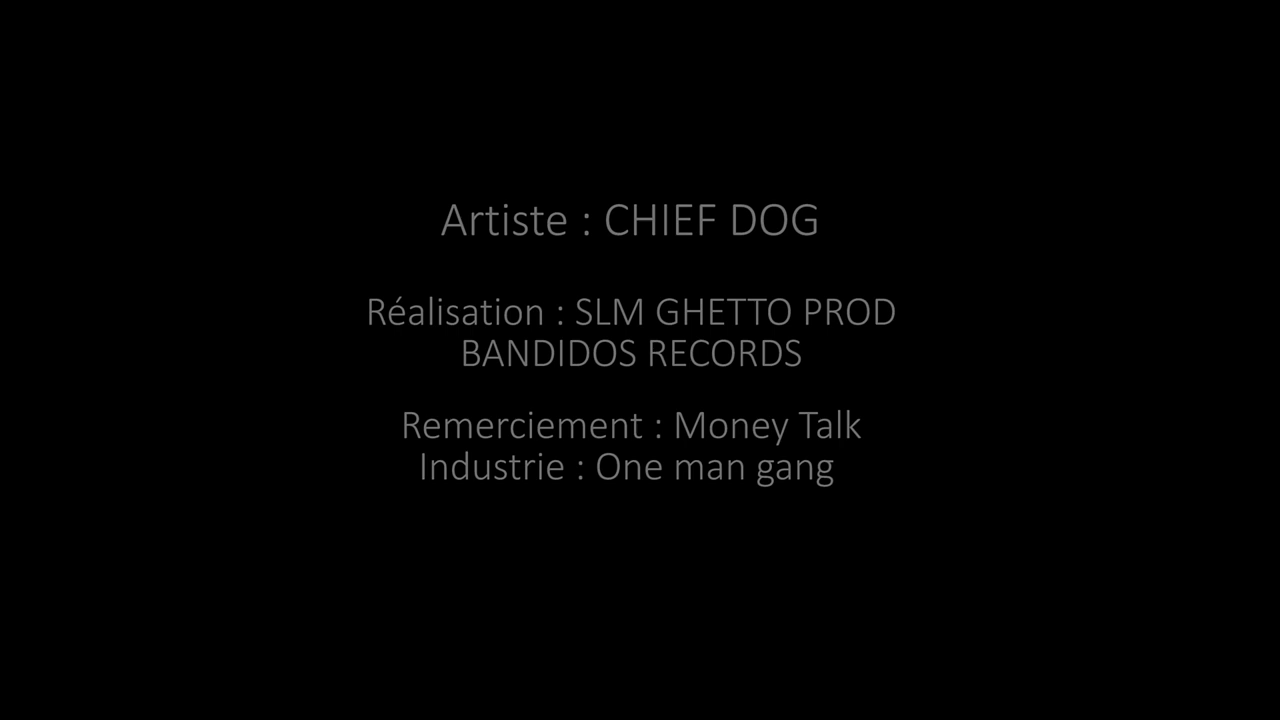 Artiste : CHIEF DOG
Réalisation : SLM GHETTO PROD
BANDIDOS RECORDS
Remerciement : Money Talk
Industrie : One man gang